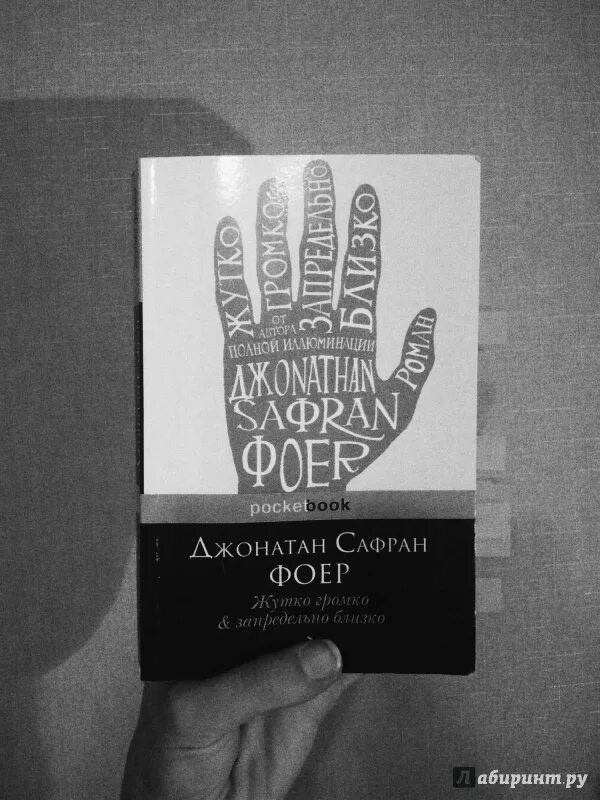 ЖУТКО
ГРОМКО
ЗАПРЕДЕЛЬНО
БЛИЗКО
ОТ
АВТОРА
ПОЛНОЙ ИЛЛЮМИНАЦИИ
ДЖОNATHAN
SAФRAN
ФОЕR
РОМАН
pocketbook
ДЖОНАТАН САФРАН
ФОЕР
Жутко громко
& запредельно близко
Лабиринт.ру